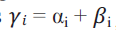 γi = αi + βi